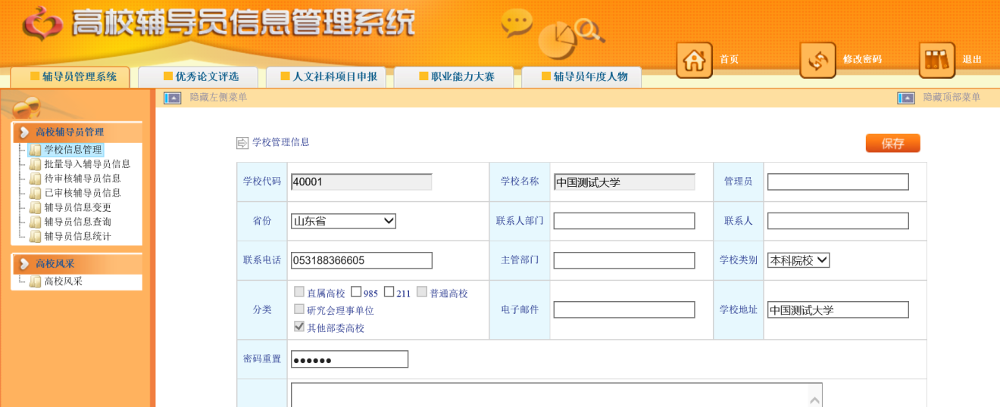 高校辅导员信息管理系统
首页 修改密码 退出
辅导员管理系统 优秀论文评选 人文社科项目申报 职业能力大赛 辅导员年度人物
隐藏左侧菜单 隐藏顶部菜单
高校辅导员管理
学校信息管理
批量导入辅导员信息
待审核辅导员信息
已审核辅导员信息
辅导员信息变更
辅导员信息查询
辅导员信息统计
高校风采
高校风采
学校管理信息 保存
学校代码 40001 学校名称 中国测试大学 管理员
省份 山东省 联系人部门 联系人
联系电话 053188366605 主管部门 学校类别 本科院校
分类 直属高校 985 211 普通高校
研究会理事单位
其他部委高校
电子邮件 学校地址 中国测试大学
密码重置 ●●●●●●